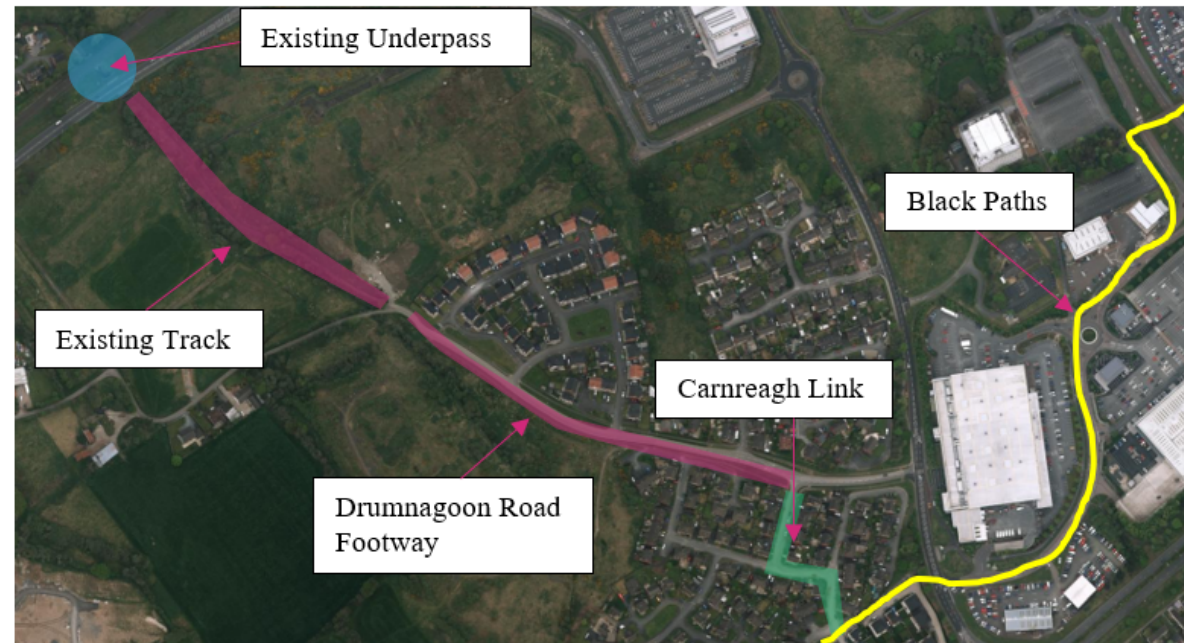 Existing Underpass
Black Paths
Existing Track
Carnreagh Link
Drumnagoon Road
Footway